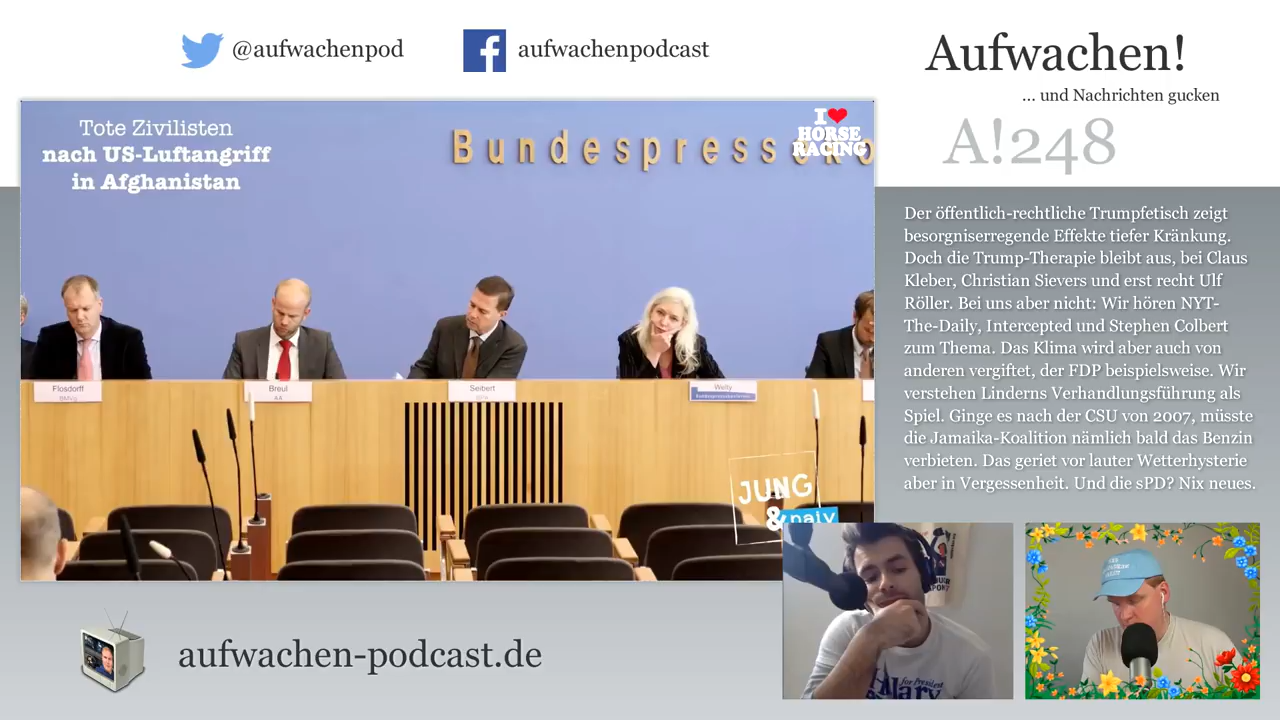 @aufwachenpod
aufwachenpodcast
Aufwachen!
... und Nachrichten gucken
A!248
Tote Zivilisten
nach US-Luftangriff
in Afghanistan
Bundespresseko
I
HORSE
RACING
Der öffentlich-rechtliche Trumpfetisch zeigt
besorgniserregende Effekte tiefer Kränkung.
Doch die Trump-Therapie bleibt aus, bei Claus
Kleber, Christian Sievers und erst recht Ulf
Röller. Bei uns aber nicht: Wir hören NYT-
The-Daily, Intercepted und Stephen Colbert
zum Thema. Das Klima wird aber auch von
anderen vergiftet, der FDP beispielsweise. Wir
verstehen Linderns Verhandlungsführung als
Spiel. Ginge es nach der CSU von 2007, müsste
die Jamaika-Koalition nämlich bald das Benzin
verbieten. Das geriet vor lauter Wetterhysterie
aber in Vergessenheit. Und die sPD? Nix neues.
Flosdorff
BMVg
Breul
AA
Seibert
Welty
Bundespressekonferenz
JUNG
& naiv
for President
aufwachen-podcast.de